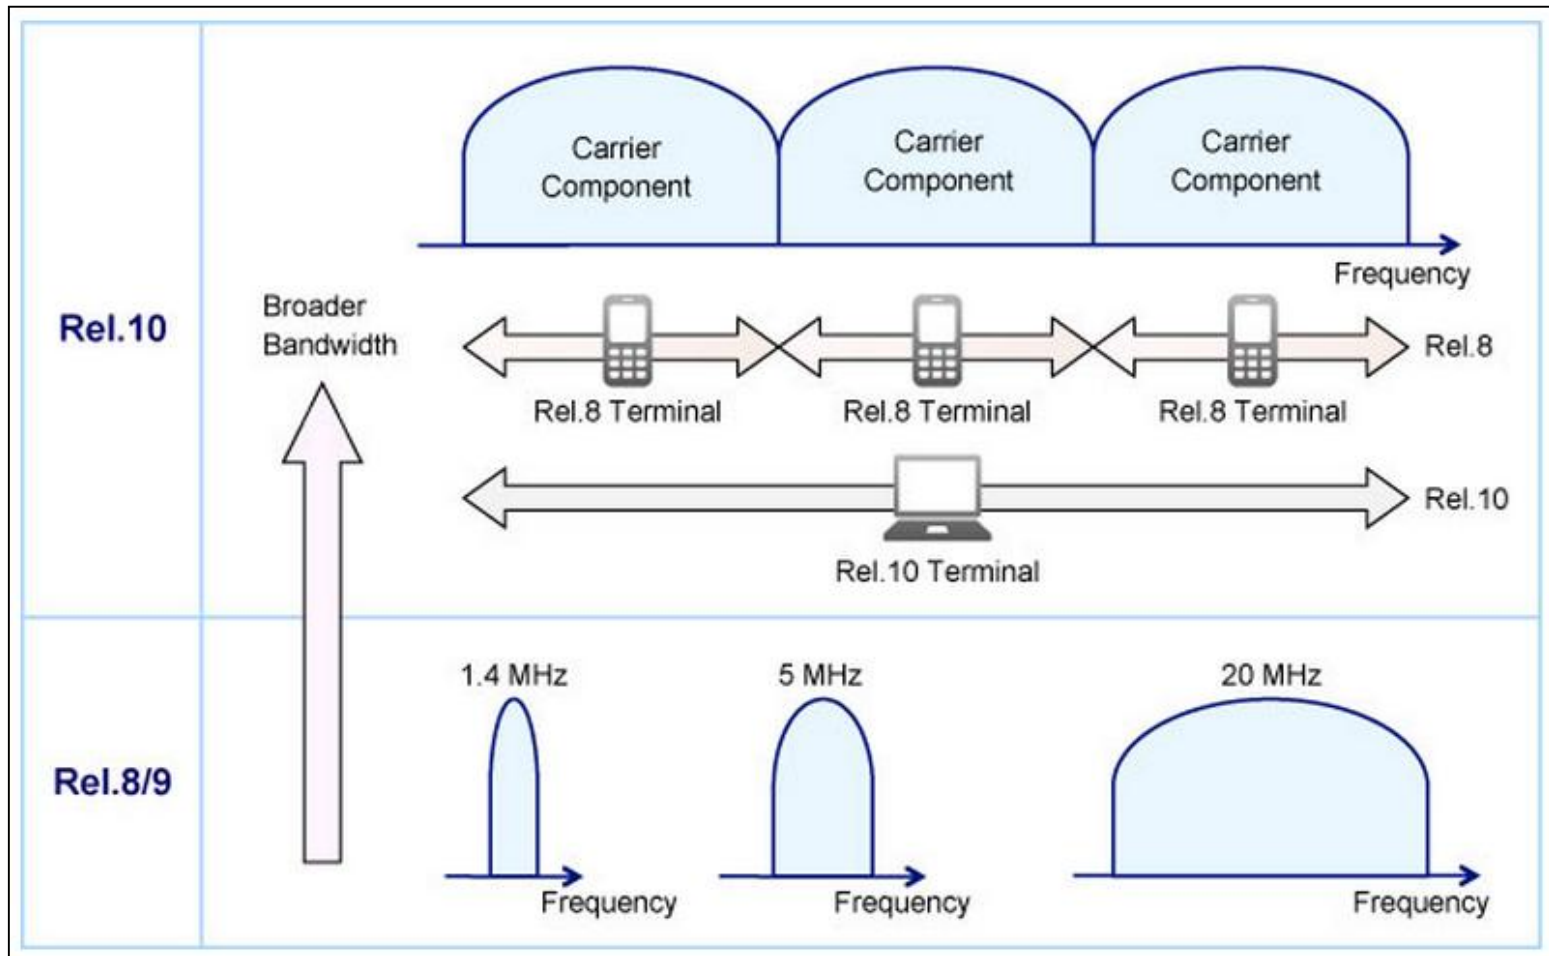 Carrier
Component
Carrier
Component
Carrier
Component
Frequency
Rel.10
Broader
Bandwidth
Rel.8
Rel.8 Terminal
Rel.8 Terminal
Rel.8 Terminal
Rel.10
Rel.10 Terminal
1.4 MHz
5 MHz
20 MHz
Rel.8/9
Frequency
Frequency
Frequency